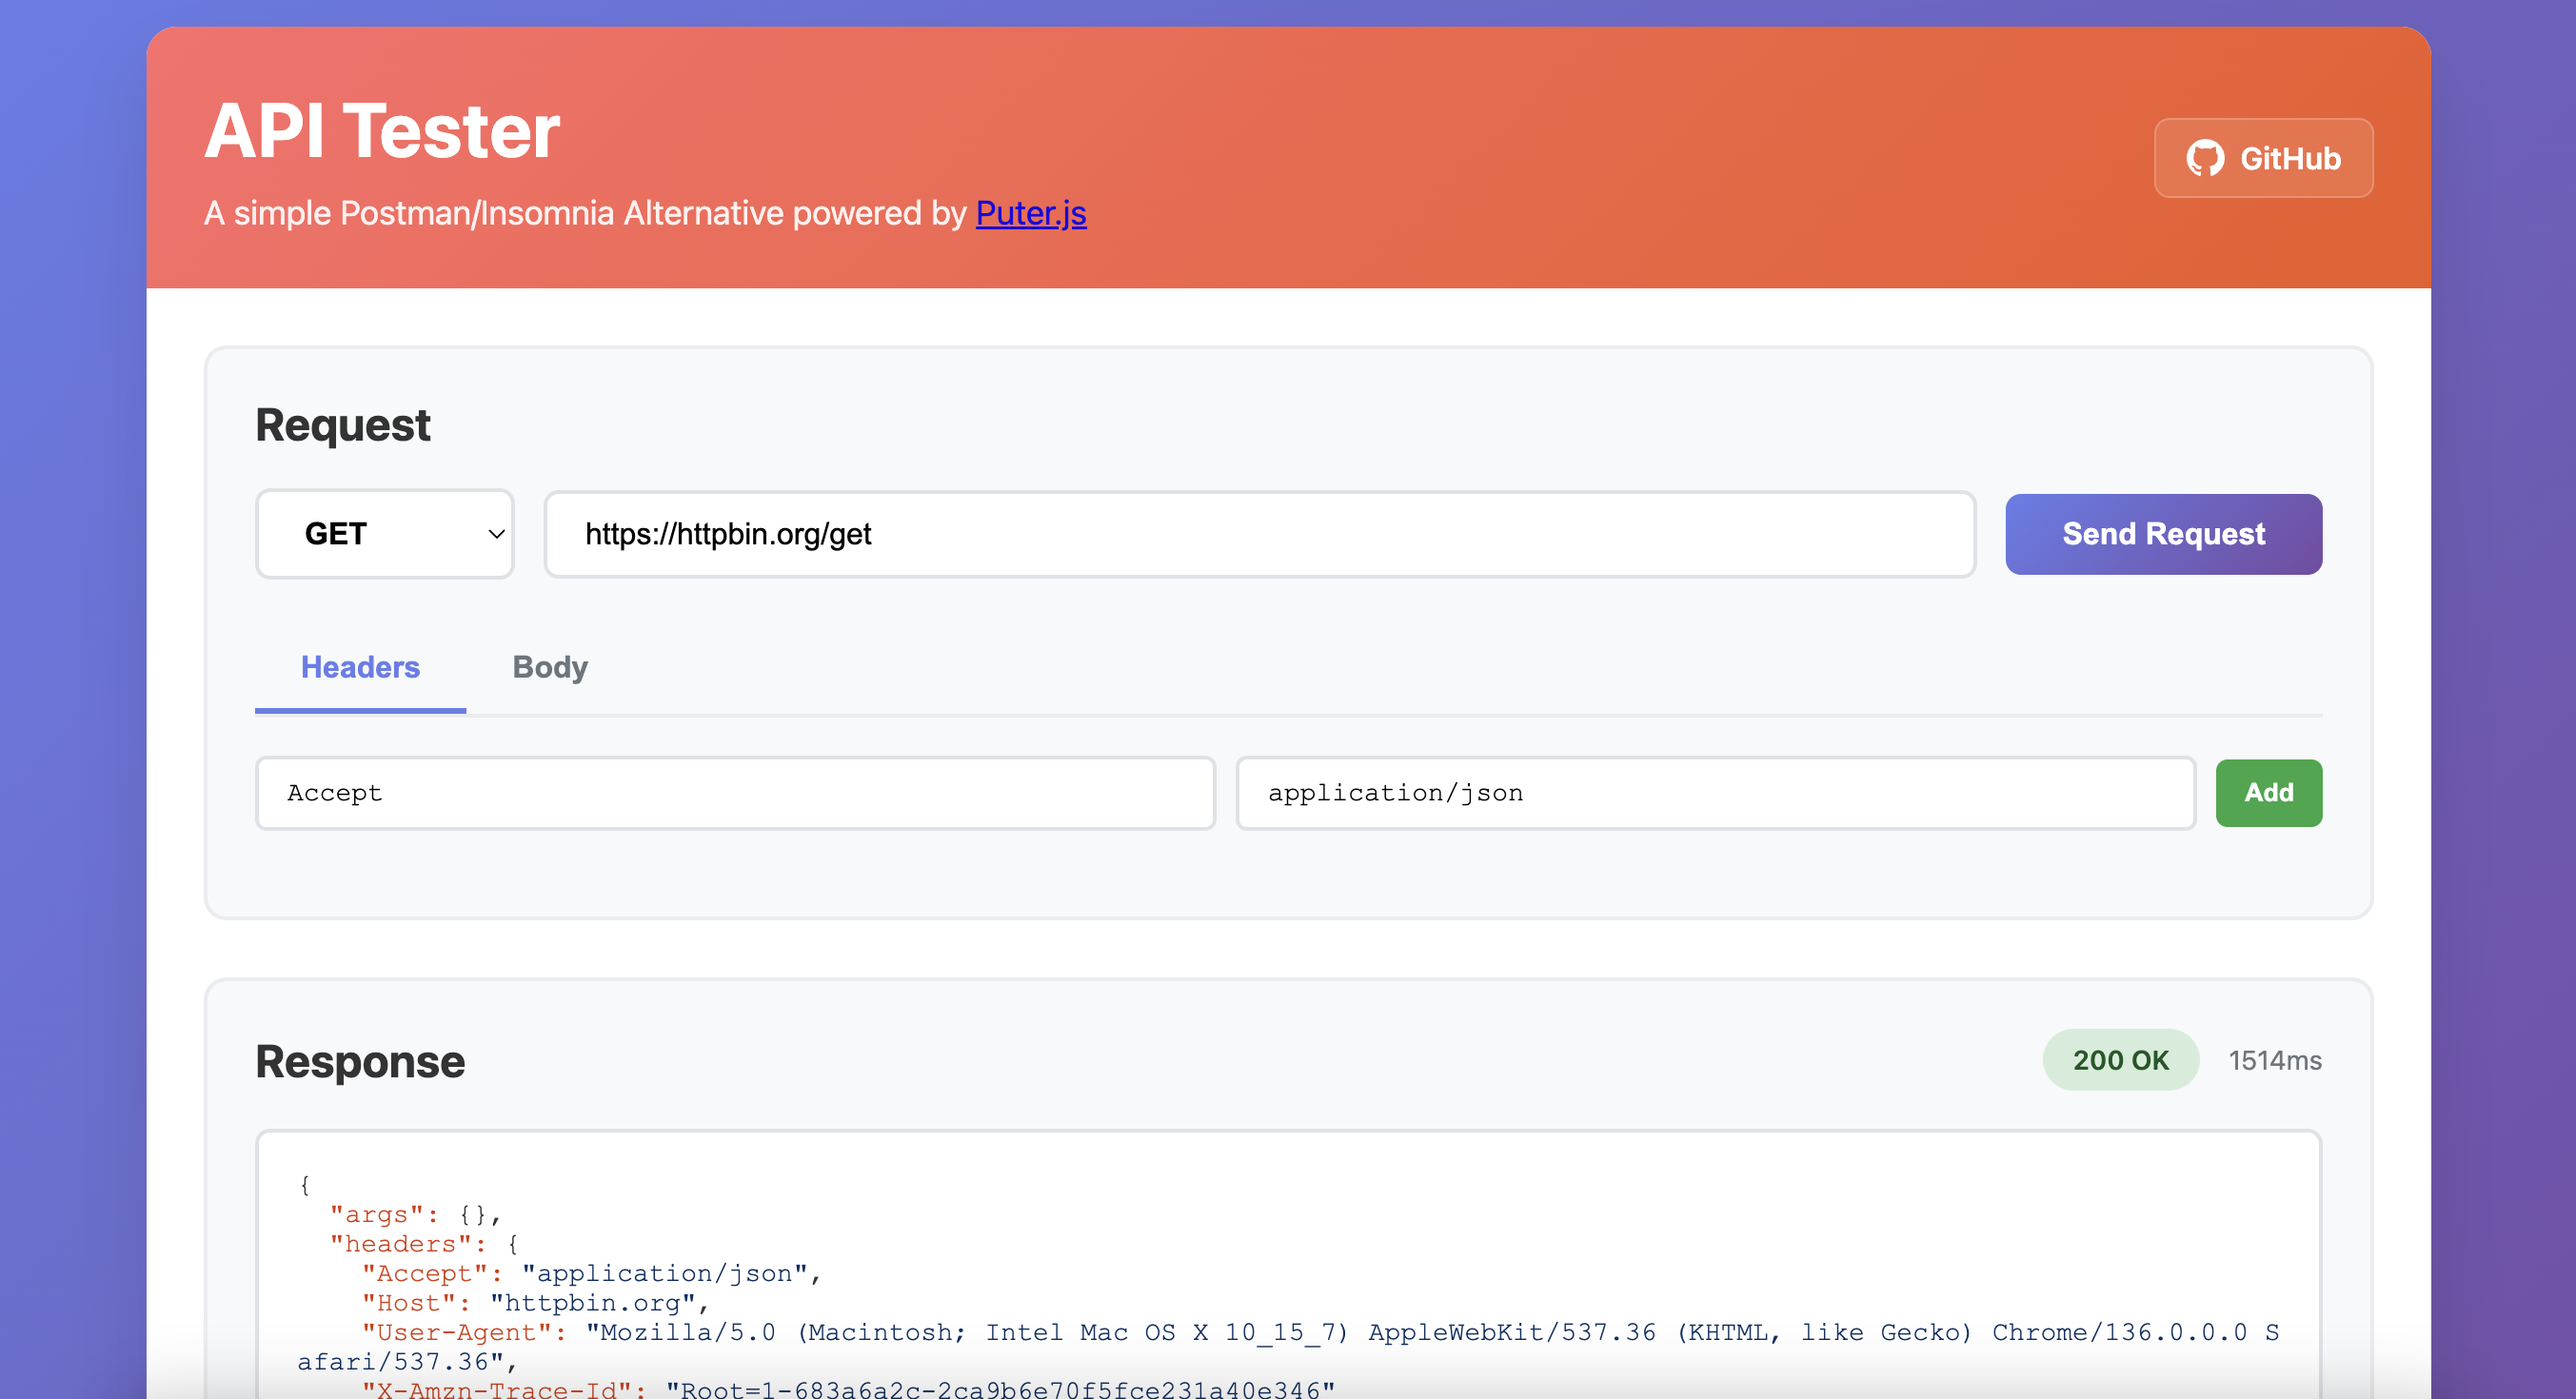 API Tester
A simple Postman/Insomnia Alternative powered by Puter.js
GitHub
Request
GET
https://httpbin.org/get
Send Request
Headers
Body
Accept
application/json
Add
Response
200 OK
1514ms
{
  "args": {},
  "headers": {
    "Accept": "application/json",
    "Host": "httpbin.org",
    "User-Agent": "Mozilla/5.0 (Macintosh; Intel Mac OS X 10_15_7) AppleWebKit/537.36 (KHTML, like Gecko) Chrome/136.0.0.0 S
afari/537.36",
    "X-Amzn-Trace-Id": "Root=1-683a6a2c-2ca9b6e70f5fce231a40e346"